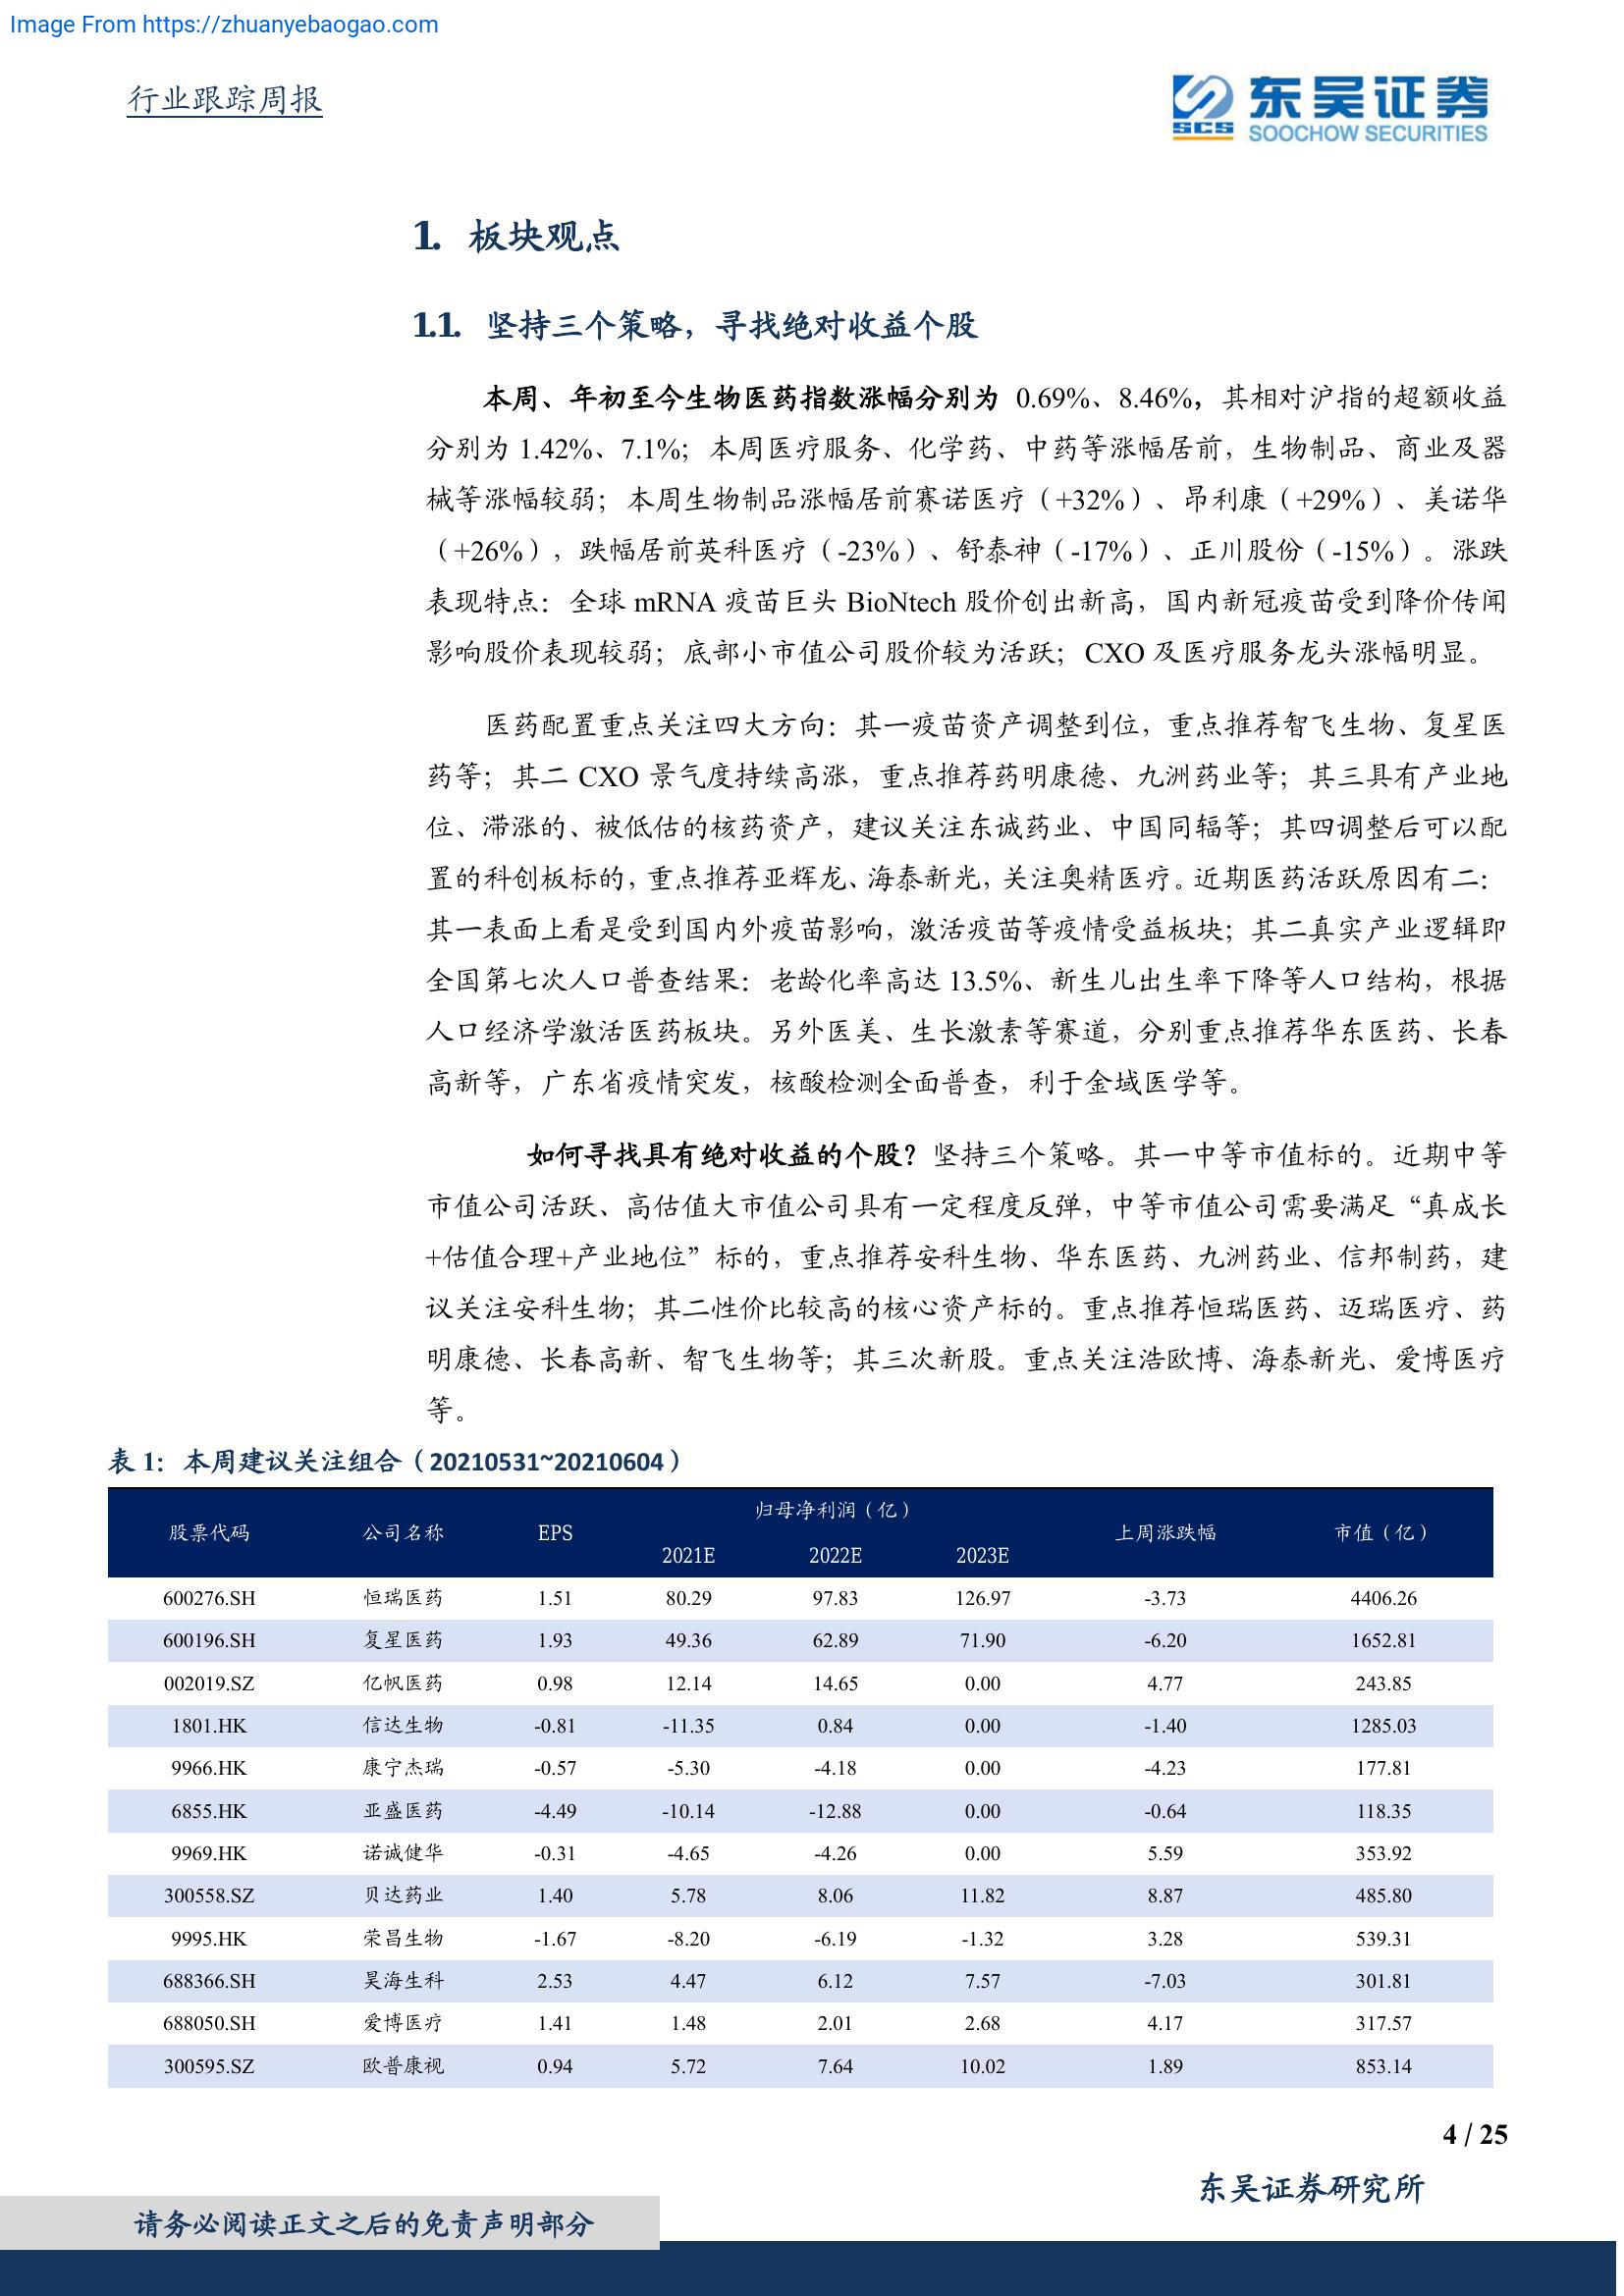 Image From https://zhuanyebaogao.com
行业跟踪周报
SCS 东吴证券
SOOCHOW SECURITIES
1. 板块观点
1.1. 坚持三个策略，寻找绝对收益个股
本周、年初至今生物医药指数涨幅分别为 0.69%、8.46%，其相对沪指的超额收益
分别为 1.42%、7.1%；本周医疗服务、化学药、中药等涨幅居前，生物制品、商业及器
械等涨幅较弱；本周生物制品涨幅居前赛诺医疗（+32%）、昂利康（+29%）、美诺华
（+26%），跌幅居前英科医疗（-23%）、舒泰神（-17%）、正川股份（-15%）。涨跌
表现特点：全球 mRNA 疫苗巨头 BioNtech 股价创出新高，国内新冠疫苗受到降价传闻
影响股价表现较弱；底部小市值公司股价较为活跃；CXO 及医疗服务龙头涨幅明显。
医药配置重点关注四大方向：其一疫苗资产调整到位，重点推荐智飞生物、复星医
药等；其二 CXO 景气度持续高涨，重点推荐药明康德、九洲药业等；其三具有产业地
位、滞涨的、被低估的核药资产，建议关注东诚药业、中国同辐等；其四调整后可以配
置的科创板标的，重点推荐亚辉龙、海泰新光，关注奥精医疗。近期医药活跃原因有二：
其一表面上看是受到国内外疫苗影响，激活疫苗等疫情受益板块；其二真实产业逻辑即
全国第七次人口普查结果：老龄化率高达 13.5%、新生儿出生率下降等人口结构，根据
人口经济学激活医药板块。另外医美、生长激素等赛道，分别重点推荐华东医药、长春
高新等，广东省疫情突发，核酸检测全面普查，利于金域医学等。
如何寻找具有绝对收益的个股？坚持三个策略。其一中等市值标的。近期中等
市值公司活跃、高估值大市值公司具有一定程度反弹，中等市值公司需要满足“真成长
+估值合理+产业地位”标的，重点推荐安科生物、华东医药、九洲药业、信邦制药，建
议关注安科生物；其二性价比较高的核心资产标的。重点推荐恒瑞医药、迈瑞医疗、药
明康德、长春高新、智飞生物等；其三次新股。重点关注浩欧博、海泰新光、爱博医疗
等。
表 1：本周建议关注组合（20210531~20210604）
股票代码 公司名称 EPS 归母净利润（亿） 上周涨跌幅 市值（亿）
2021E 2022E 2023E
600276.SH 恒瑞医药 1.51 80.29 97.83 126.97 -3.73 4406.26
600196.SH 复星医药 1.93 49.36 62.89 71.90 -6.20 1652.81
002019.SZ 亿帆医药 0.98 12.14 14.65 0.00 4.77 243.85
1801.HK 信达生物 -0.81 -11.35 0.84 0.00 -1.40 1285.03
9966.HK 康宁杰瑞 -0.57 -5.30 -4.18 0.00 -4.23 177.81
6855.HK 亚盛医药 -4.49 -10.14 -12.88 0.00 -0.64 118.35
9969.HK 诺诚健华 -0.31 -4.65 -4.26 0.00 5.59 353.92
300558.SZ 贝达药业 1.40 5.78 8.06 11.82 8.87 485.80
9995.HK 荣昌生物 -1.67 -8.20 -6.19 -1.32 3.28 539.31
688366.SH 昊海生科 2.53 4.47 6.12 7.57 -7.03 301.81
688050.SH 爱博医疗 1.41 1.48 2.01 2.68 4.17 317.57
300595.SZ 欧普康视 0.94 5.72 7.64 10.02 1.89 853.14
4 / 25
东吴证券研究所
请务必阅读正文之后的免责声明部分